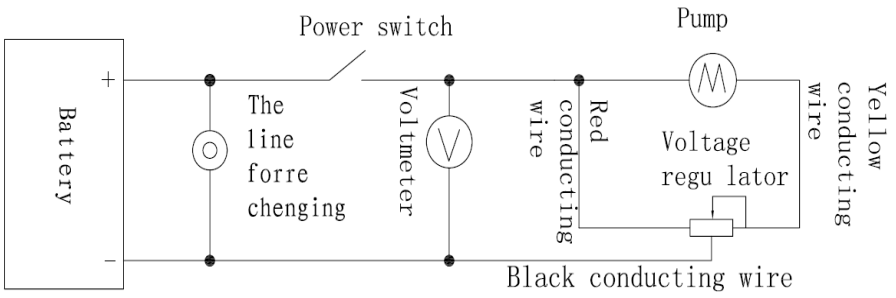 Power switch
Pump
+
Battery
-
The
line
forre
chenging
Voltmeter
V
Red
conducting
wire
Voltage
regu lator
Yellow
conducting
wire
Black conducting wire